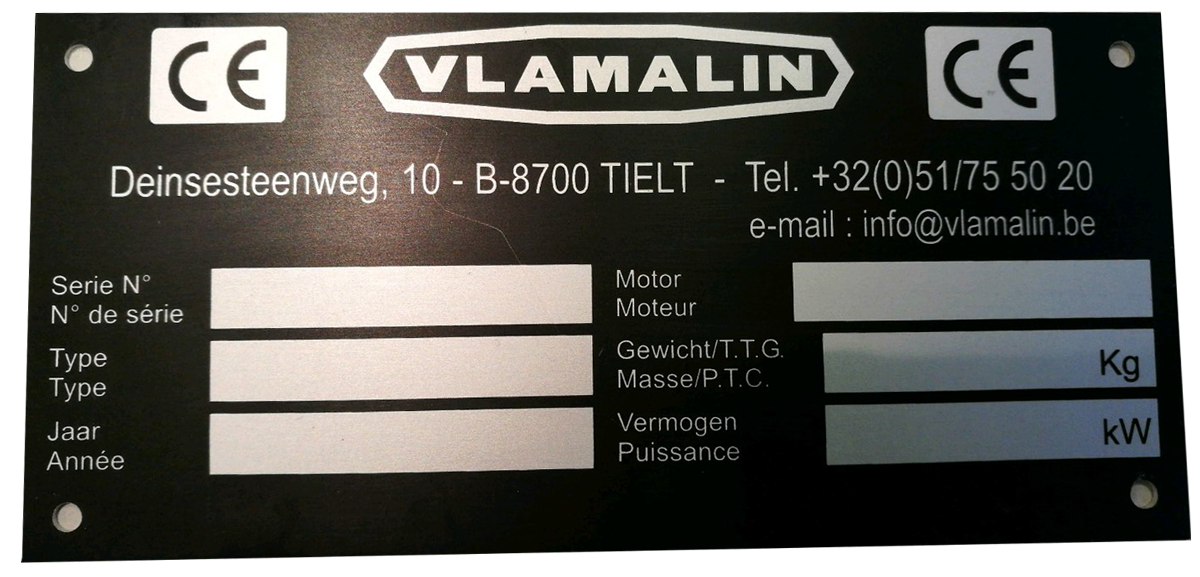 CE VLAMALIN CE
Deinsesteenweg, 10 - B-8700 TIELT - Tel. +32(0)51/75 50 20
e-mail : info@vlamalin.be
Serie N°
N° de série
Motor
Moteur
Type
Type
Gewicht/T.T.G.
Masse/P.T.C.
Kg
Jaar
Année
Vermogen
Puissance
kW